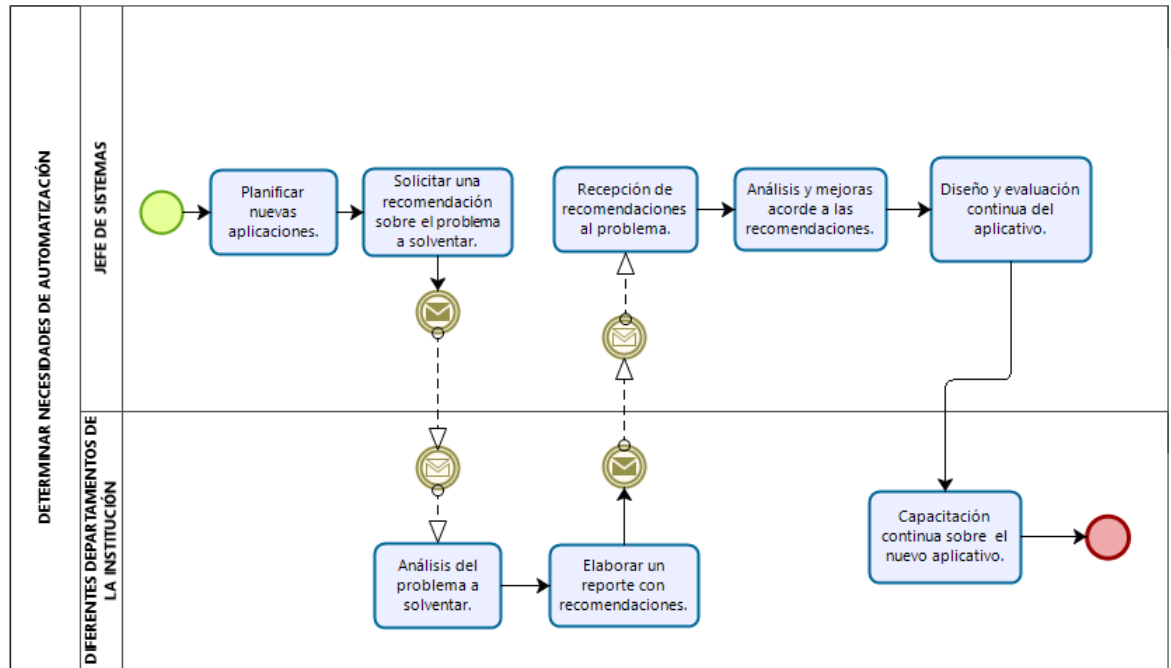 DETERMINAR NECESIDADES DE AUTOMATIZACIÓN
JEFE DE SISTEMAS
Planificar
nuevas
aplicaciones.
Solicitar una
recomendación
sobre el problema
a solventar.
Recepción de
recomendaciones
al problema.
Análisis y mejoras
acorde a las
recomendaciones.
Diseño y evaluación
continua del
aplicativo.
DIFERENTES DEPARTAMENTOS DE
LA INSTITUCIÓN
Análisis del
problema a
solventar.
Elaborar un
reporte con
recomendaciones.
Capacitación
continua sobre el
nuevo aplicativo.